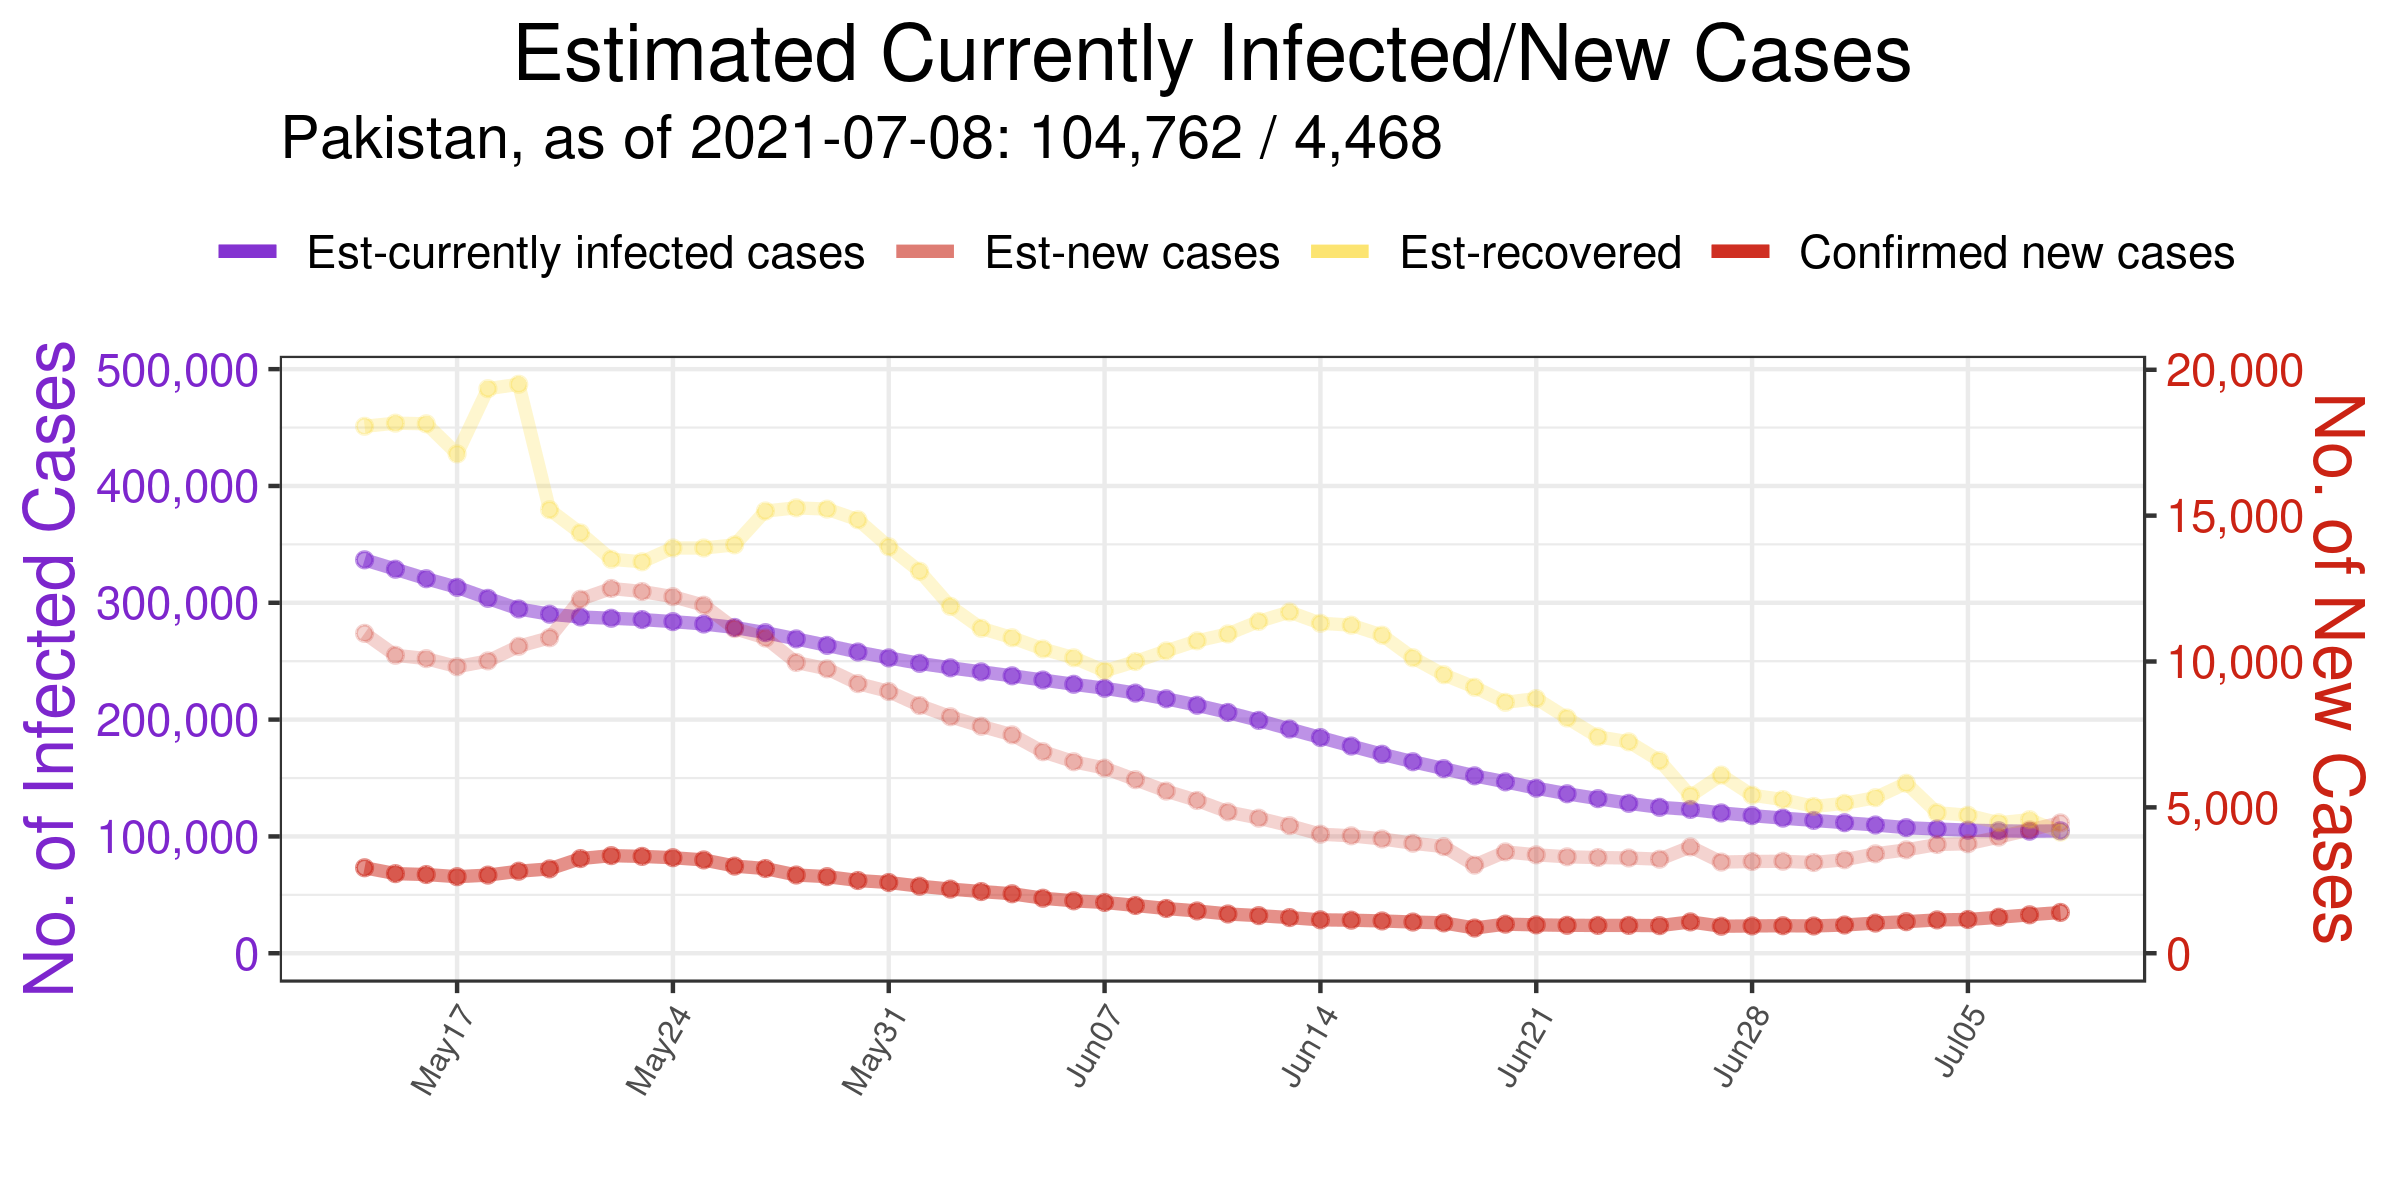 Estimated Currently Infected/New Cases
Pakistan, as of 2021-07-08: 104,762 / 4,468
Est-currently infected cases Est-new cases Est-recovered Confirmed new cases
No. of Infected Cases
500,000
400,000
300,000
200,000
100,000
0
20,000
15,000
10,000
5,000
0
No. of New Cases
May17 May24 May31 Jun07 Jun14 Jun21 Jun28 Jul05